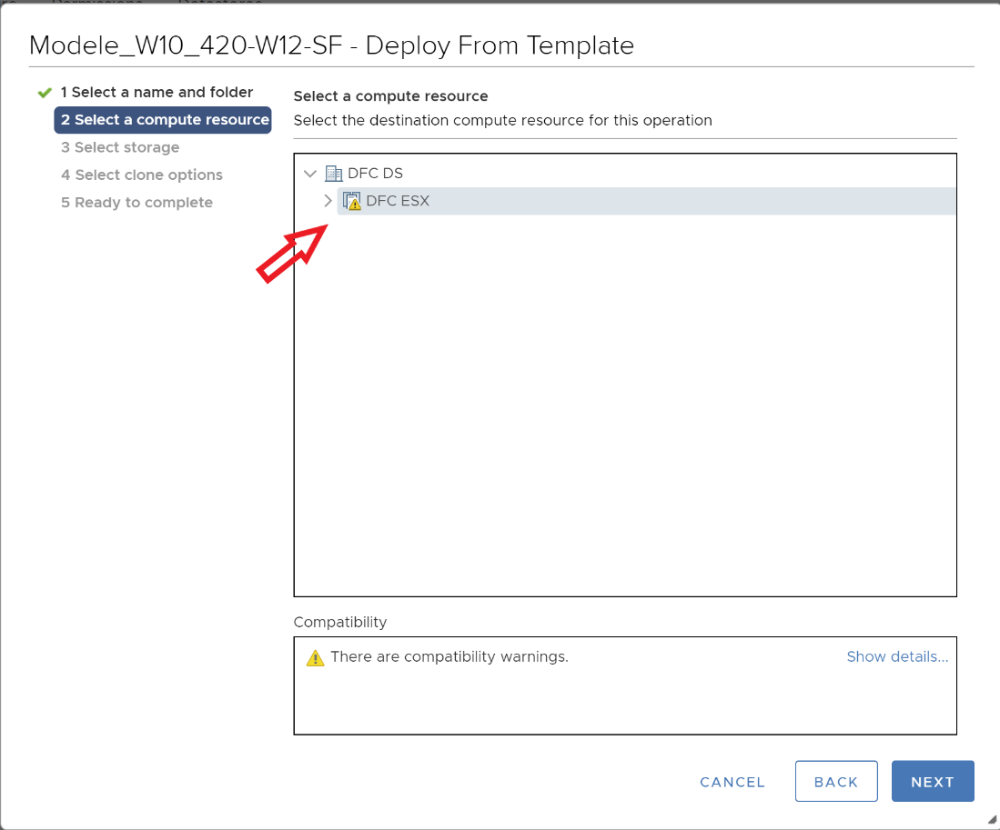 Modele_W10_420-W12-SF - Deploy From Template
1 Select a name and folder
2 Select a compute resource
3 Select storage
4 Select clone options
5 Ready to complete
Select a compute resource
Select the destination compute resource for this operation
DFC DS
DFC ESX
Compatibility
There are compatibility warnings.
Show details...
CANCEL
BACK
NEXT